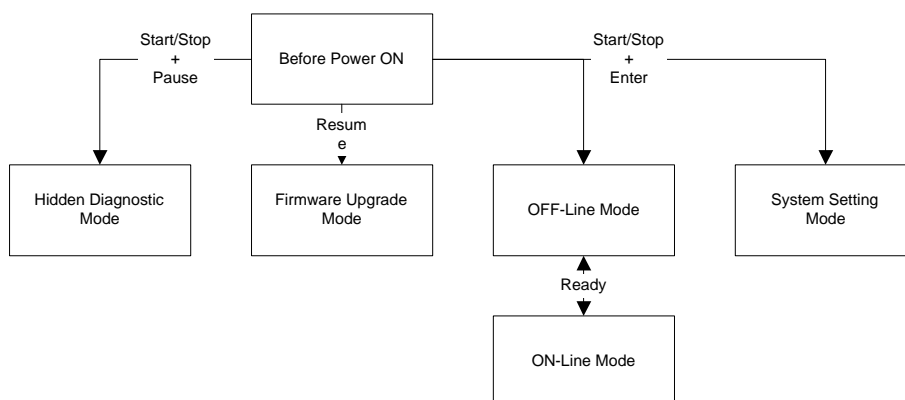 Start/Stop
+
Pause
Before Power ON
Start/Stop
+
Enter
Resum
e
Hidden Diagnostic
Mode
Firmware Upgrade
Mode
OFF-Line Mode
System Setting
Mode
Ready
ON-Line Mode